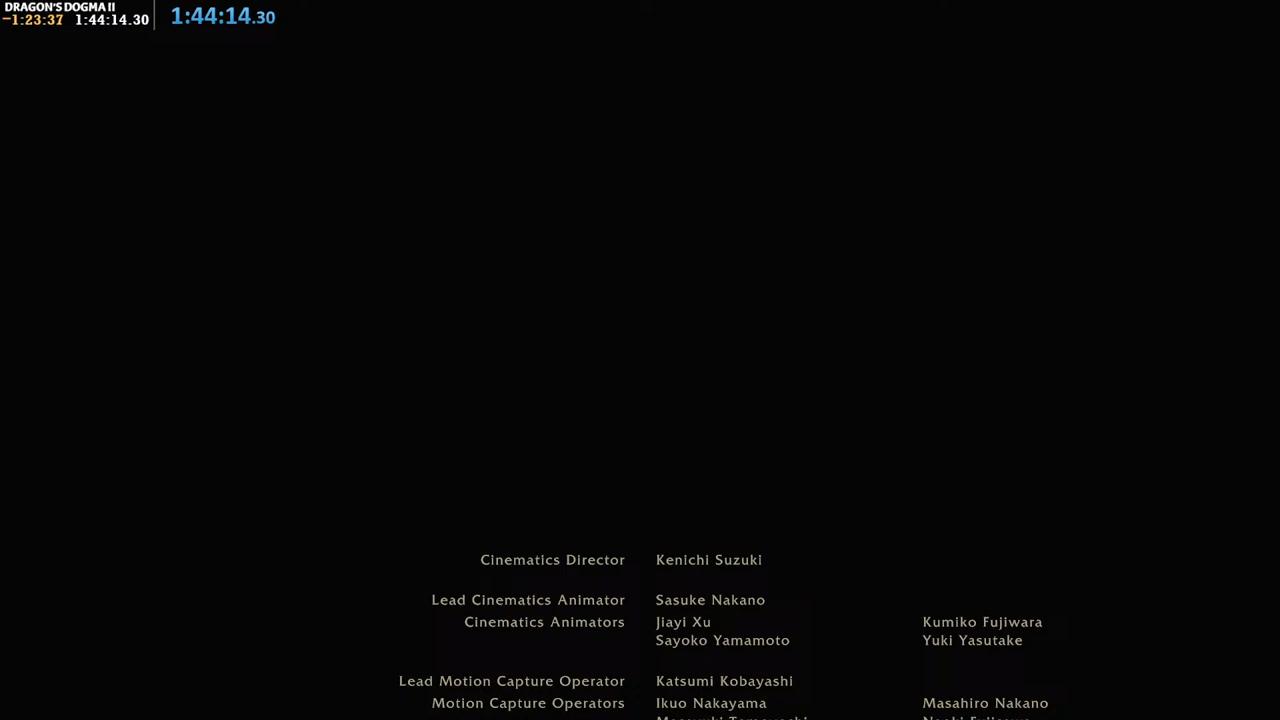 DRAGON'S DOGMA II
−1:23:37 1:44:14.30
1:44:14.30
Cinematics Director Kenichi Suzuki
Lead Cinematics Animator Sasuke Nakano
Cinematics Animators Jiayi Xu Kumiko Fujiwara
Sayoko Yamamoto Yuki Yasutake
Lead Motion Capture Operator Katsumi Kobayashi
Motion Capture Operators Ikuo Nakayama Masahiro Nakano